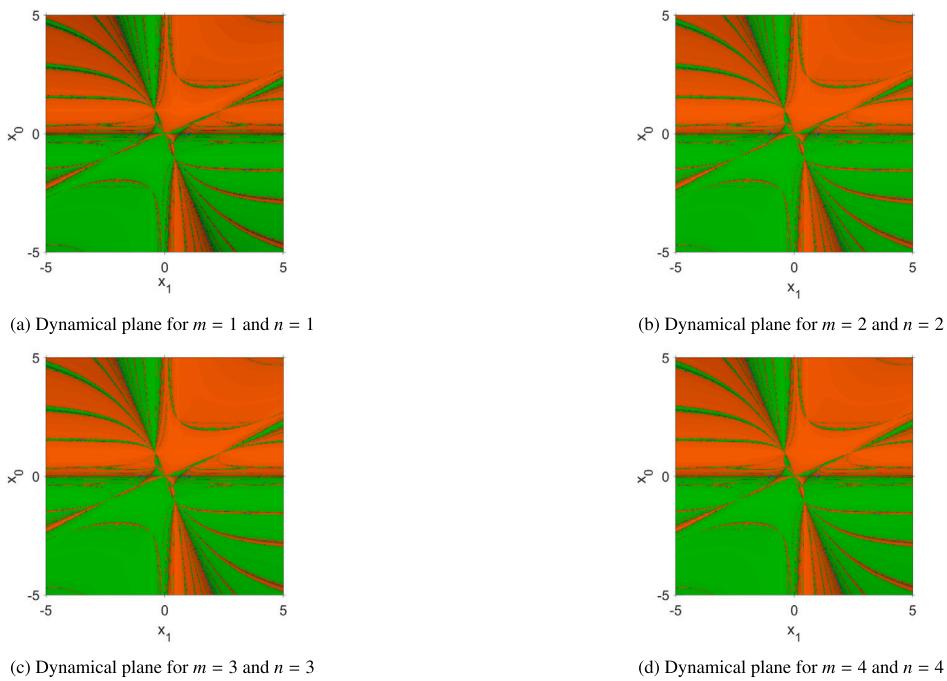 5
x0
0
-5
-5 0 5
x1
(a) Dynamical plane for m = 1 and n = 1
5
x0
0
-5
-5 0 5
x1
(b) Dynamical plane for m = 2 and n = 2
5
x0
0
-5
-5 0 5
x1
(c) Dynamical plane for m = 3 and n = 3
5
x0
0
-5
-5 0 5
x1
(d) Dynamical plane for m = 4 and n = 4